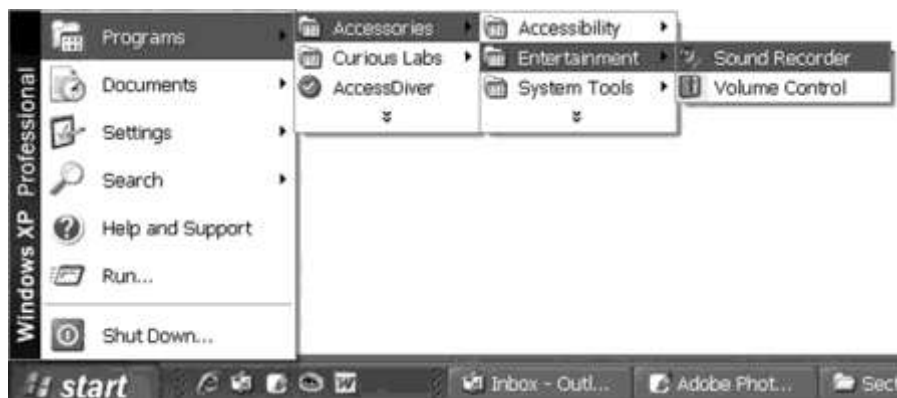 Windows XP Professional
Programs
Documents
Settings
Search
Help and Support
Run...
Shut Down...
Accessories
Curious Labs
AccessDiver
Accessibility
Entertainment
System Tools
Sound Recorder
Volume Control
start
Inbox - Outl...
Adobe Phot...
Sect